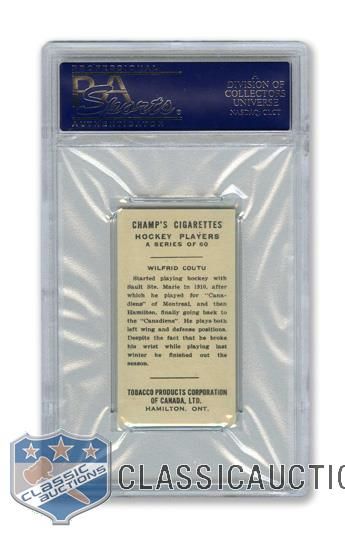 PROFESSIONAL
PSA
Sports
AUTHENTICATOR
A
DIVISION OF
COLLECTORS
UNIVERSE
NASDAQ: CLCT
CHAMP'S CIGARETTES
HOCKEY PLAYERS
A SERIES OF 60
WILFRID COUTU
Started playing hockey with
Sault Ste. Marie in 1910, after
which he played for "Cana-
diens" of Montreal, and then
Hamilton, finally going back to
the "Canadiens". He plays both
left wing and defense positions.
Despite the fact that he broke
his wrist while playing last
winter he finished out the
season.
TOBACCO PRODUCTS CORPORATION
OF CANADA, LTD.
HAMILTON, ONT.
CLASSIC
AUCTIONS
CLASSICAUCTIO